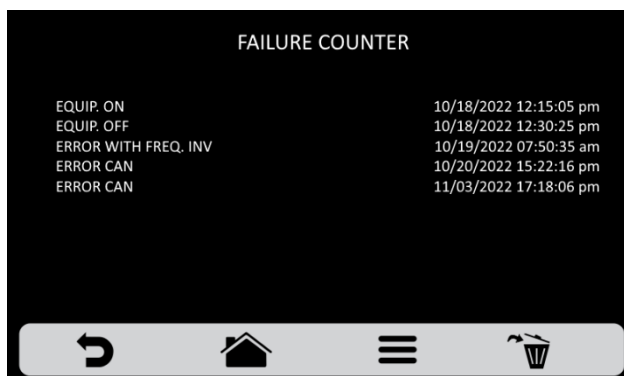 FAILURE COUNTER
EQUIP. ON 10/18/2022 12:15:05 pm
EQUIP. OFF 10/18/2022 12:30:25 pm
ERROR WITH FREQ. INV 10/19/2022 07:50:35 am
ERROR CAN 10/20/2022 15:22:16 pm
ERROR CAN 11/03/2022 17:18:06 pm